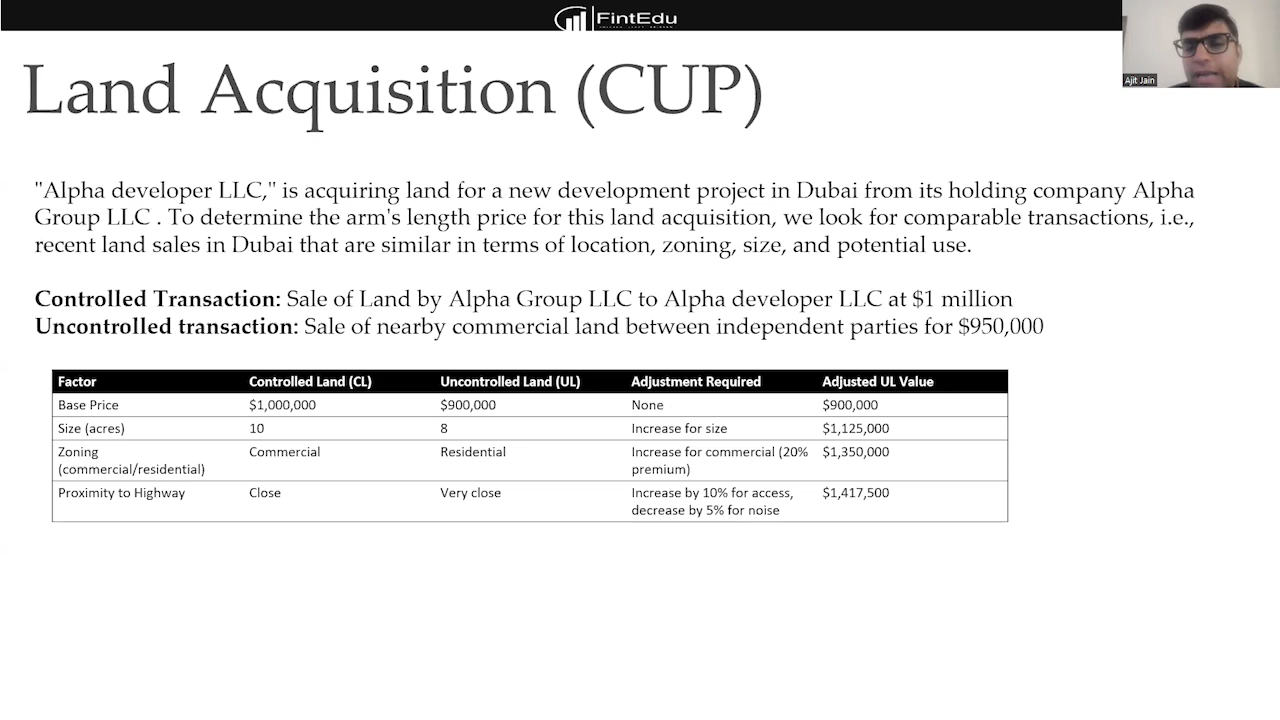 FintEdu
Ajit Jain
Land Acquisition (CUP)
"Alpha developer LLC," is acquiring land for a new development project in Dubai from its holding company Alpha
Group LLC . To determine the arm's length price for this land acquisition, we look for comparable transactions, i.e.,
recent land sales in Dubai that are similar in terms of location, zoning, size, and potential use.
Controlled Transaction: Sale of Land by Alpha Group LLC to Alpha developer LLC at $1 million
Uncontrolled transaction: Sale of nearby commercial land between independent parties for $950,000
Factor Controlled Land (CL) Uncontrolled Land (UL) Adjustment Required Adjusted UL Value
Base Price $1,000,000 $900,000 None $900,000
Size (acres) 10 8 Increase for size $1,125,000
Zoning Commercial Residential Increase for commercial (20% $1,350,000
(commercial/residential) premium)
Proximity to Highway Close Very close Increase by 10% for access, $1,417,500
decrease by 5% for noise